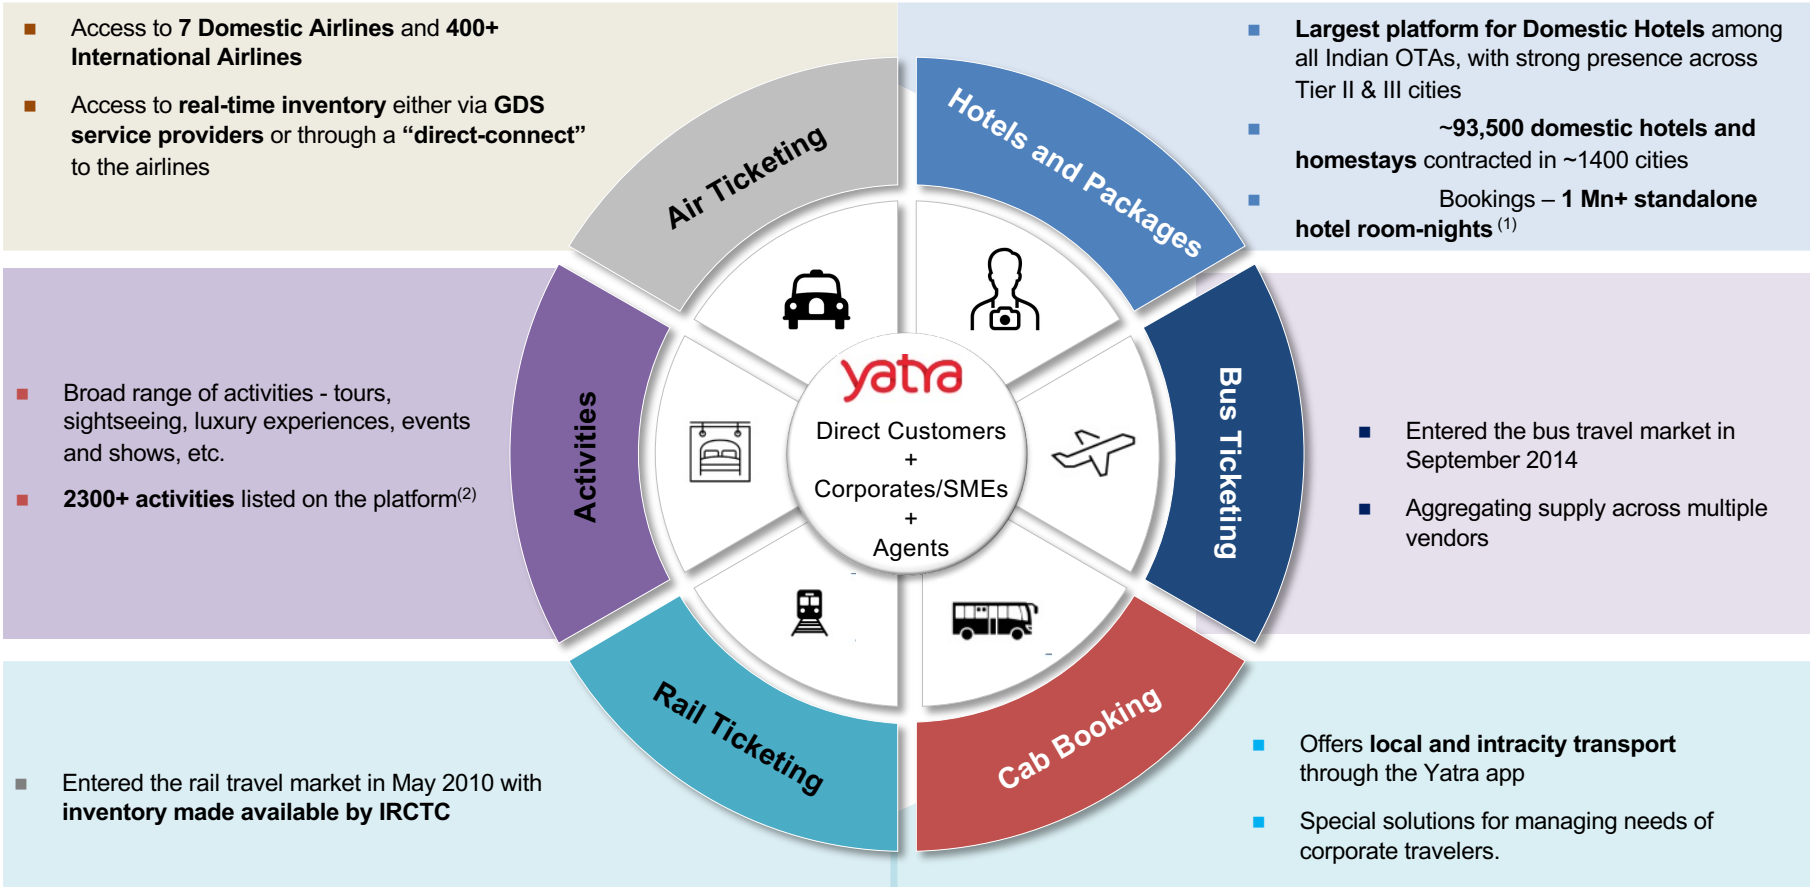 Access to 7 Domestic Airlines and 400+
International Airlines
Access to real-time inventory either via GDS
service providers or through a “direct-connect”
to the airlines
Largest platform for Domestic Hotels among
all Indian OTAs, with strong presence across
Tier II & III cities
~93,500 domestic hotels and
homestays contracted in ~1400 cities
Bookings – 1 Mn+ standalone
hotel room-nights (1)
Air Ticketing
Hotels and Packages
Broad range of activities - tours,
sightseeing, luxury experiences, events
and shows, etc.
2300+ activities listed on the platform(2)
Activities
yatra
Direct Customers
+
Corporates/SMEs
+
Agents
Bus Ticketing
Entered the bus travel market in
September 2014
Aggregating supply across multiple
vendors
Rail Ticketing
Cab Booking
Entered the rail travel market in May 2010 with
inventory made available by IRCTC
Offers local and intracity transport
through the Yatra app
Special solutions for managing needs of
corporate travelers.